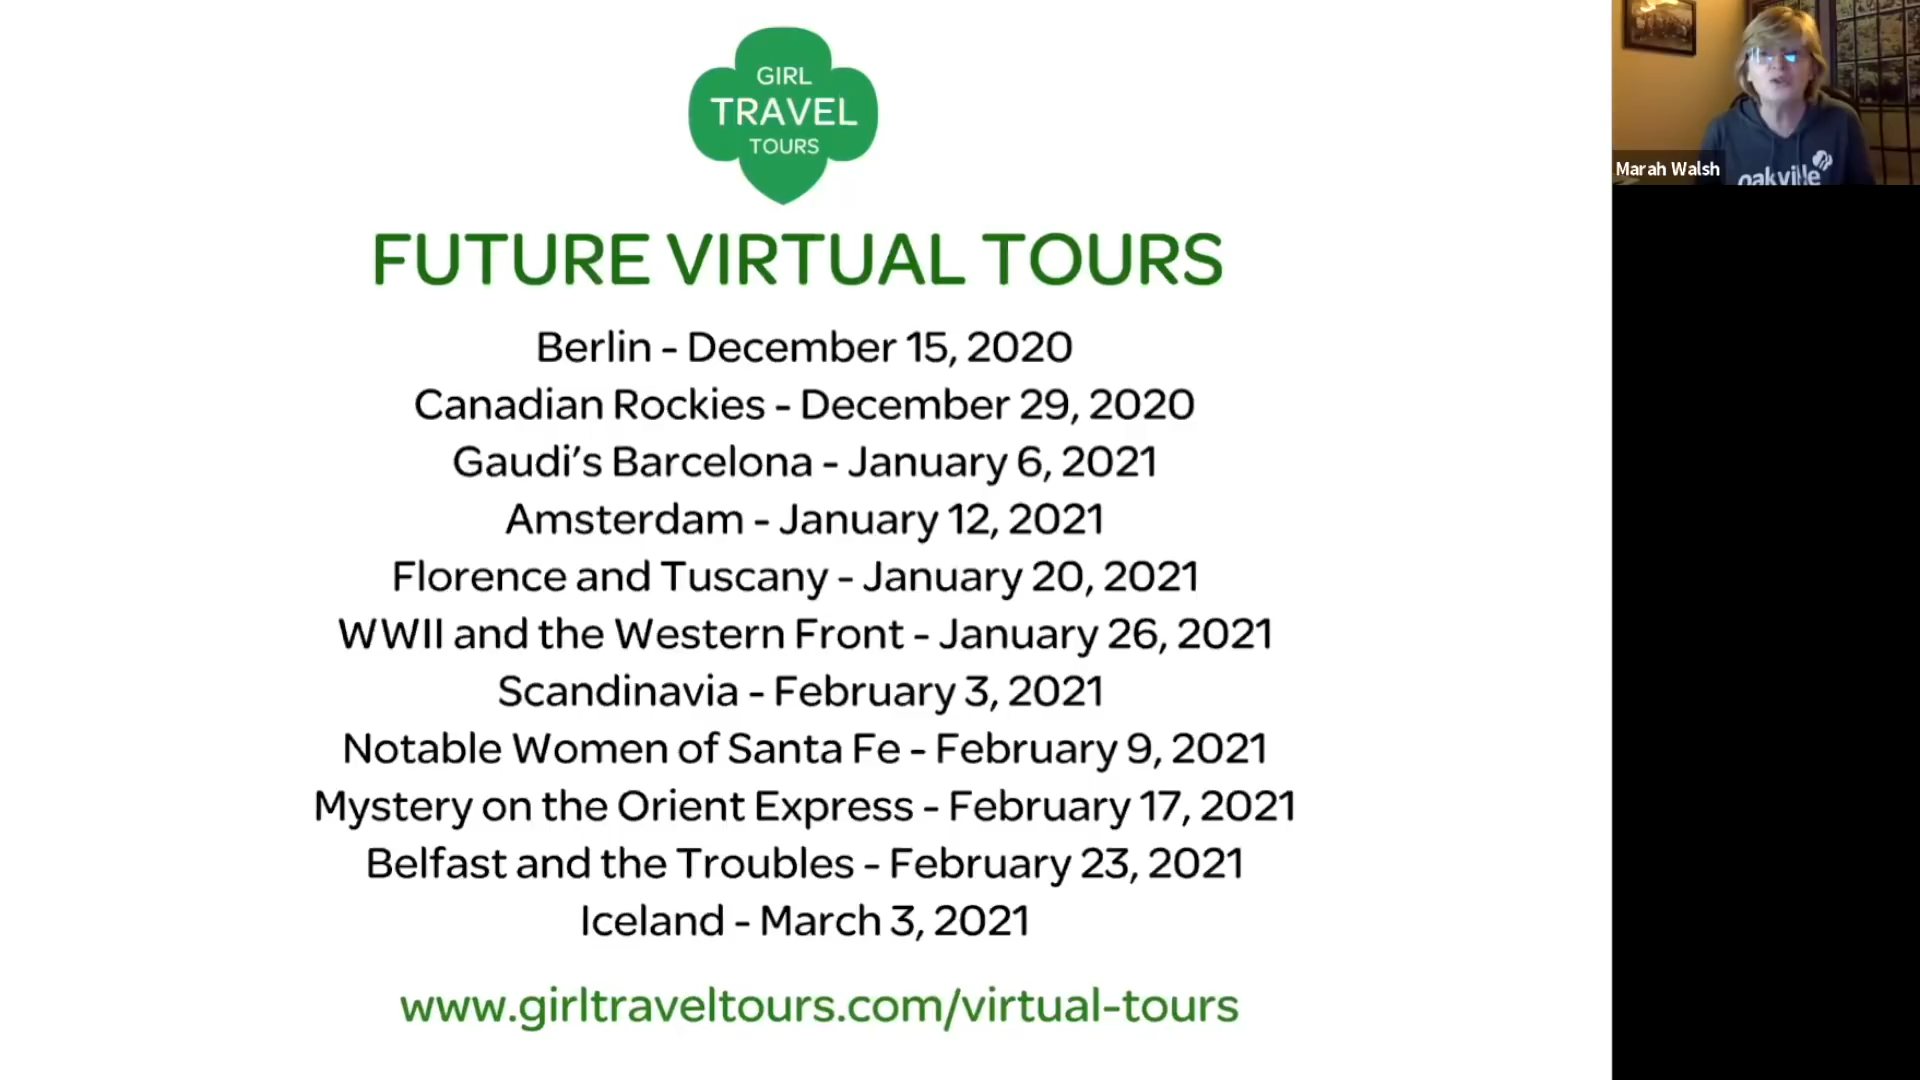 GIRL
TRAVEL
TOURS
FUTURE VIRTUAL TOURS
Berlin - December 15, 2020
Canadian Rockies - December 29, 2020
Gaudi's Barcelona - January 6, 2021
Amsterdam - January 12, 2021
Florence and Tuscany - January 20, 2021
WWII and the Western Front - January 26, 2021
Scandinavia - February 3, 2021
Notable Women of Santa Fe - February 9, 2021
Mystery on the Orient Express - February 17, 2021
Belfast and the Troubles - February 23, 2021
Iceland - March 3, 2021
www.girltraveltours.com/virtual-tours
Marah Walsh
oakville